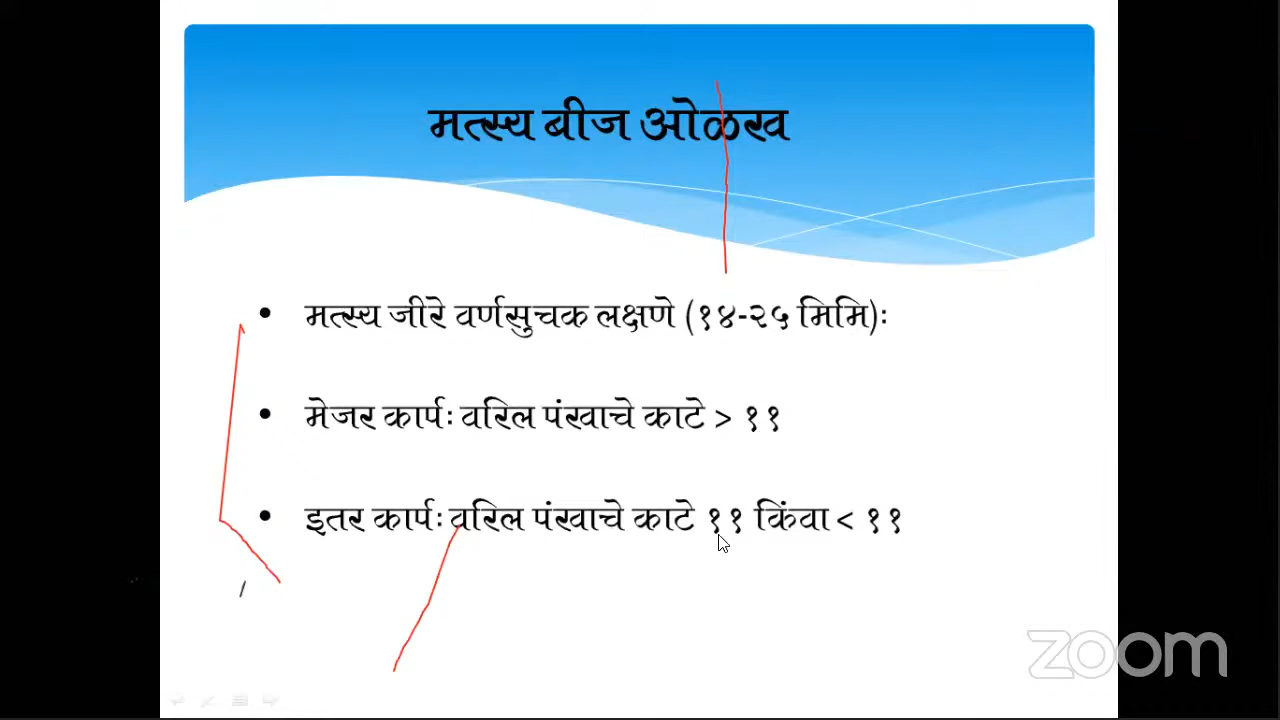 मत्स्य बीज ओळख
• मत्स्य जीरे वर्णसुचक लक्षणे (१४-२५ मिमि):
• मेजर कार्प: वरिल पंखाचे काटे > ११
• इतर कार्प: वरिल पंखाचे काटे ११ किंवा < ११
zoom